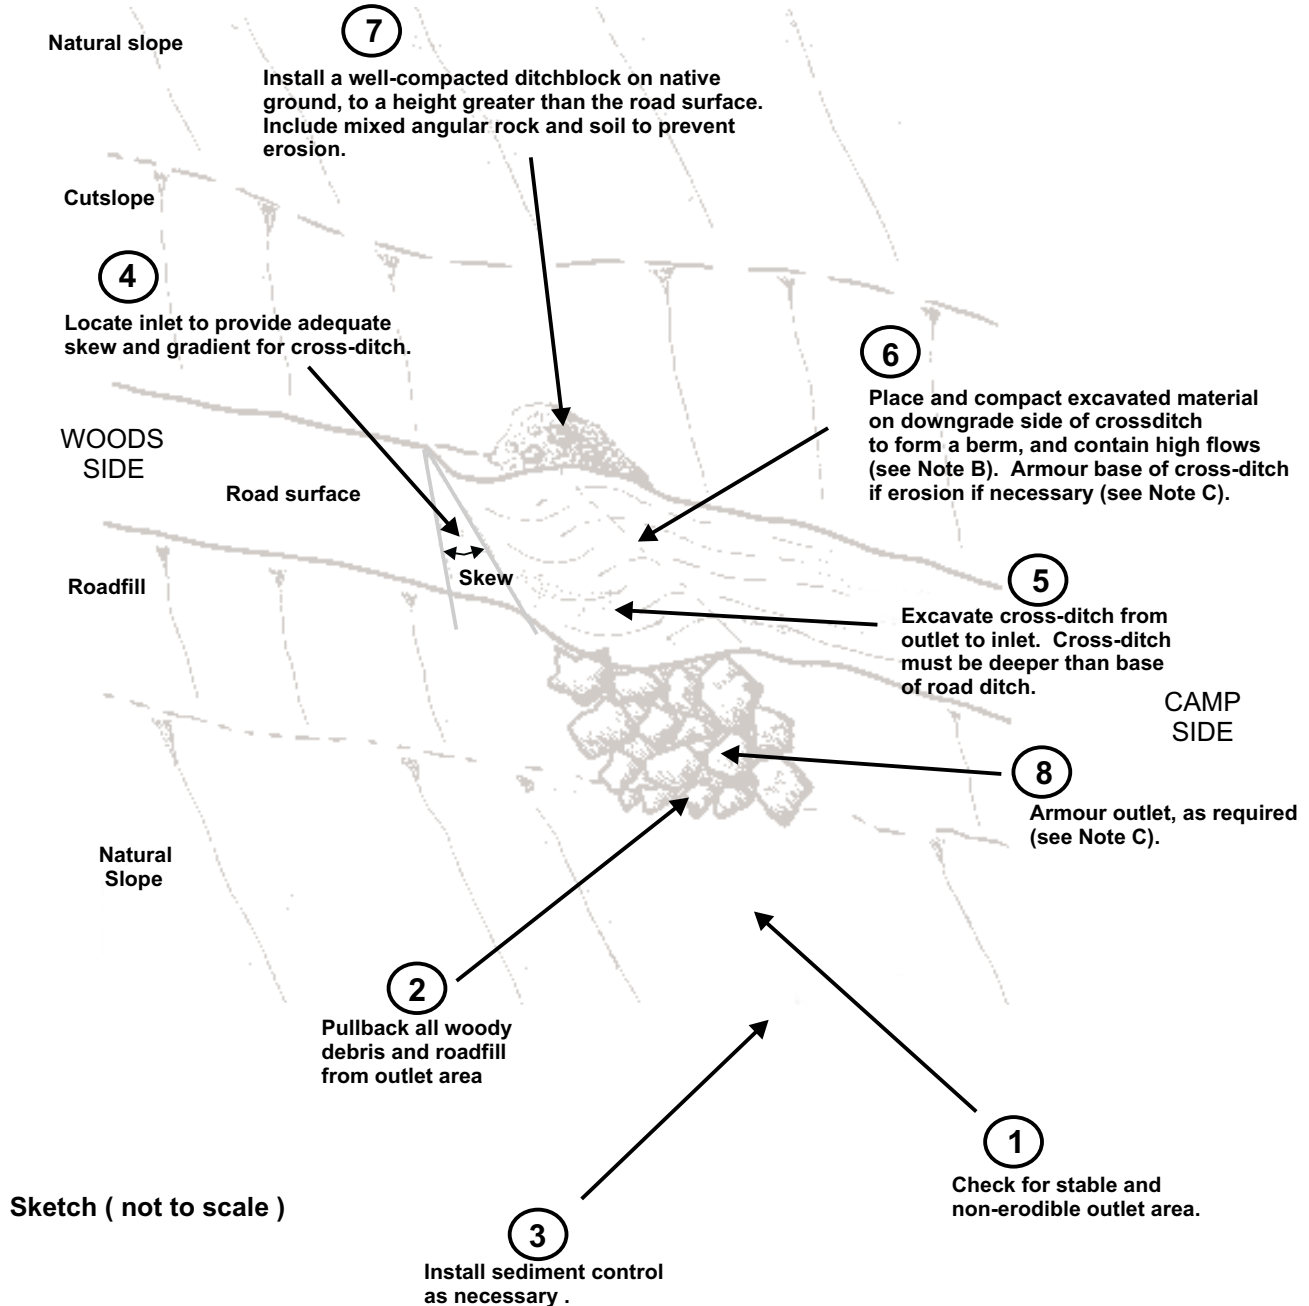 7
Natural slope
Install a well-compacted ditchblock on native
ground, to a height greater than the road surface.
Include mixed angular rock and soil to prevent
erosion.
Cutslope
4
Locate inlet to provide adequate
skew and gradient for cross-ditch.
6
Place and compact excavated material
on downgrade side of crossditch
to form a berm, and contain high flows
(see Note B).  Armour base of cross-ditch
if erosion if necessary (see Note C).
WOODS
SIDE
Road surface
Skew
Roadfill
5
Excavate cross-ditch from
outlet to inlet.  Cross-ditch
must be deeper than base
of road ditch.
CAMP
SIDE
8
Armour outlet, as required
(see Note C).
Natural
Slope
2
Pullback all woody
debris and roadfill
from outlet area
1
Check for stable and
non-erodible outlet area.
Sketch ( not to scale )
3
Install sediment control
as necessary .